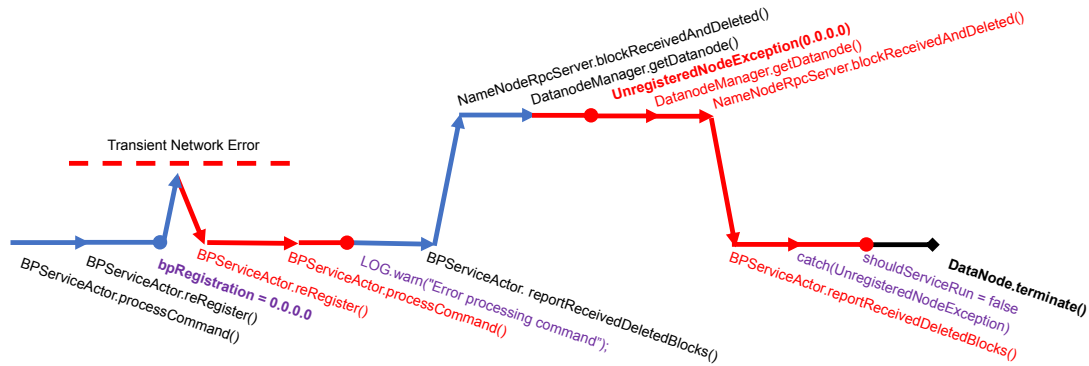 NameNodeRpcServer.blockReceivedAndDeleted()
DatanodeManager.getDatanode()
UnregisteredNodeException(0.0.0.0)
DatanodeManager.getDatanode()
NameNodeRpcServer.blockReceivedAndDeleted()
Transient Network Error
BPServiceActor.processCommand()
BPServiceActor.reRegister()
bpRegistration = 0.0.0.0
BPServiceActor.reRegister()
BPServiceActor.processCommand()
LOG.warn("Error processing command");
BPServiceActor. reportReceivedDeletedBlocks()
BPServiceActor.reportReceivedDeletedBlocks()
catch(UnregisteredNodeException)
shouldServiceRun = false
DataNode.terminate()